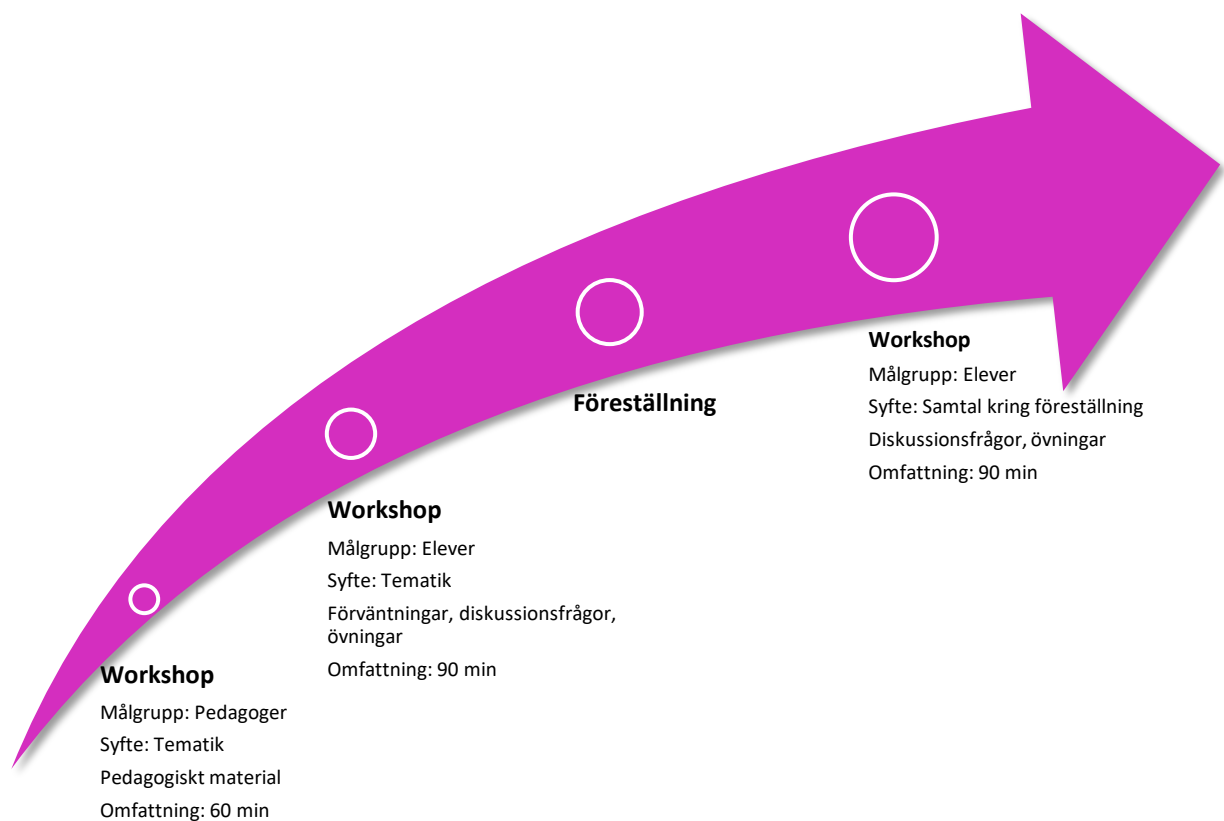 Workshop
Målgrupp: Pedagoger
Syfte: Tematik
Pedagogiskt material
Omfattning: 60 min
Workshop
Målgrupp: Elever
Syfte: Tematik
Förväntningar, diskussionsfrågor,
övningar
Omfattning: 90 min
Föreställning
Workshop
Målgrupp: Elever
Syfte: Samtal kring föreställning
Diskussionsfrågor, övningar
Omfattning: 90 min